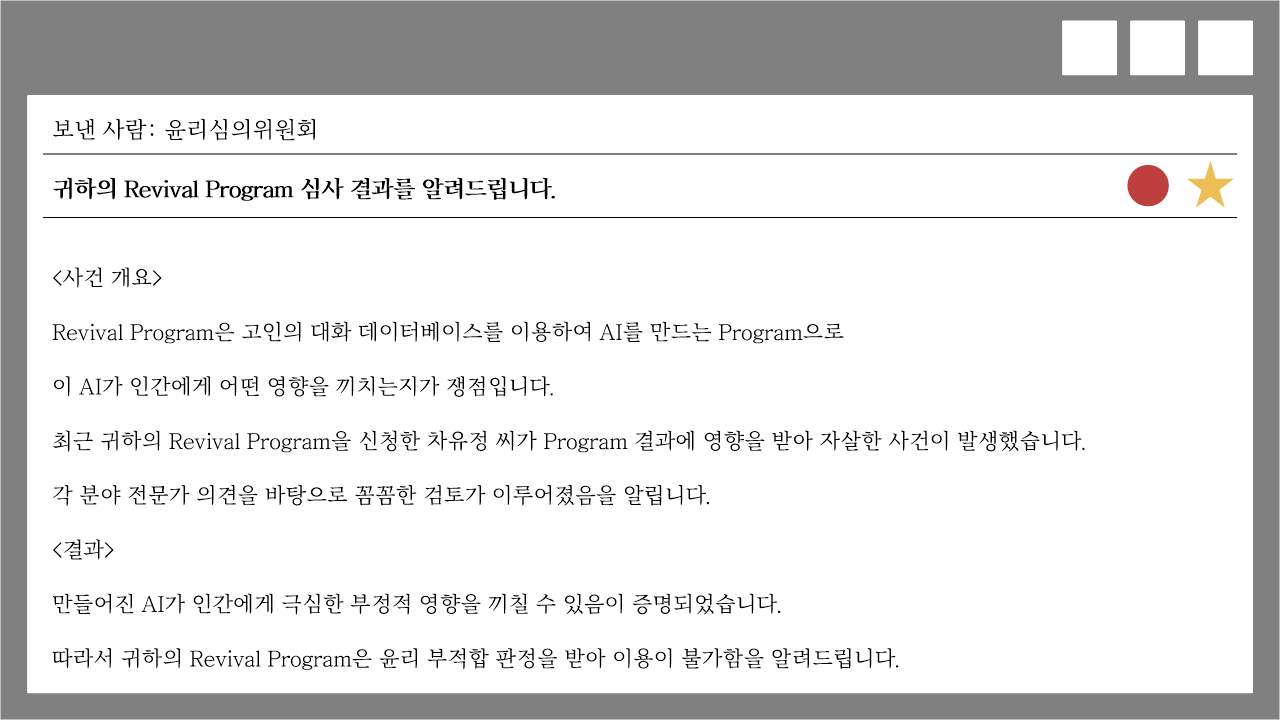 보낸 사람: 윤리심의위원회
귀하의 Revival Program 심사 결과를 알려드립니다.
<사건 개요>
Revival Program은 고인의 대화 데이터베이스를 이용하여 AI를 만드는 Program으로
이 AI가 인간에게 어떤 영향을 끼치는지가 쟁점입니다.
최근 귀하의 Revival Program을 신청한 차유정 씨가 Program 결과에 영향을 받아 자살한 사건이 발생했습니다.
각 분야 전문가 의견을 바탕으로 꼼꼼한 검토가 이루어졌음을 알립니다.
<결과>
만들어진 AI가 인간에게 극심한 부정적 영향을 끼칠 수 있음이 증명되었습니다.
따라서 귀하의 Revival Program은 윤리 부적합 판정을 받아 이용이 불가함을 알려드립니다.